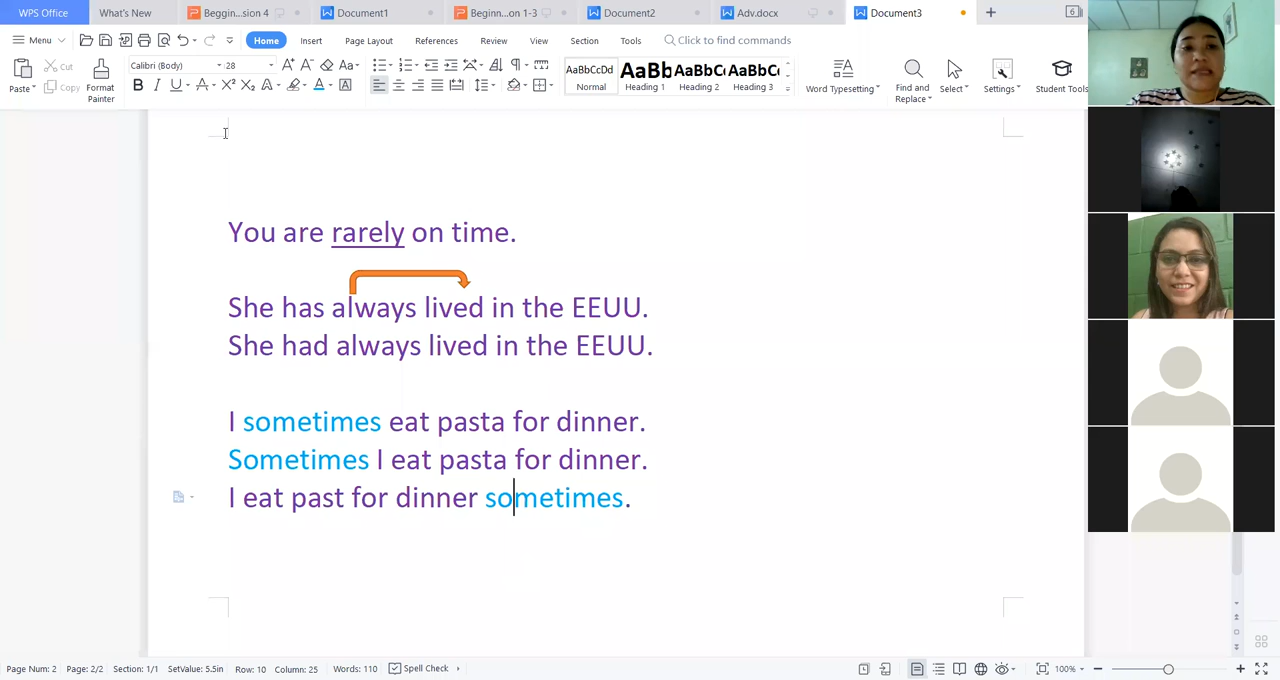 WPS Office What's New Beggin...sion 4 Document1 Beginn...on 1-3 Document2 Adv.docx Document3 + 6
Menu Home Insert Page Layout References Review View Section Tools Click to find commands
Paste Cut Copy Format Painter Calibri (Body) 28 AaBbCcDd Normal AaBb Heading 1 AaBbC Heading 2 AaBbC Heading 3 Word Typesetting Find and Replace Select Settings Student Tools
You are rarely on time.
She has always lived in the EEUU.
She had always lived in the EEUU.
I sometimes eat pasta for dinner.
Sometimes I eat pasta for dinner.
I eat past for dinner sometimes.
Page Num: 2 Page: 2/2 Section: 1/1 SetValue: 5.5in Row: 10 Column: 25 Words: 110 Spell Check 100%